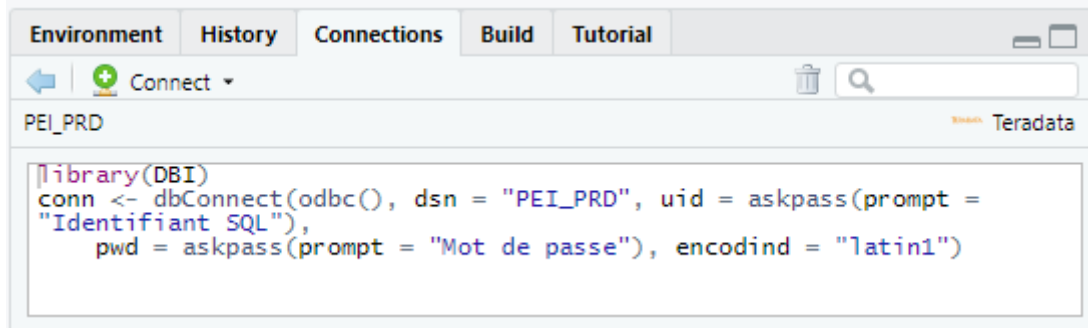 Environment History Connections Build Tutorial
Connect
PEI_PRD Teradata
library(DBI)
conn <- dbConnect(odbc(), dsn = "PEI_PRD", uid = askpass(prompt =
"Identifiant SQL"),
pwd = askpass(prompt = "Mot de passe"), encodind = "latin1")